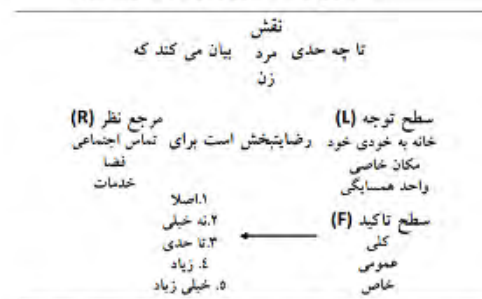 نقش
تا چه حدی مرد بیان می کند که
زن
سطح توجه (L) مرجع نظر (R)
خانه به خودی خود رضایتبخش است برای تماس اجتماعی
مکان خاصی فضا
واحد همسایگی خدمات
۱.اصلا
سطح تاکید (F) ۲.نه خیلی
کلی ۳.تا حدی
عمومی ٤. زیاد
خاص ۵. خیلی زیاد